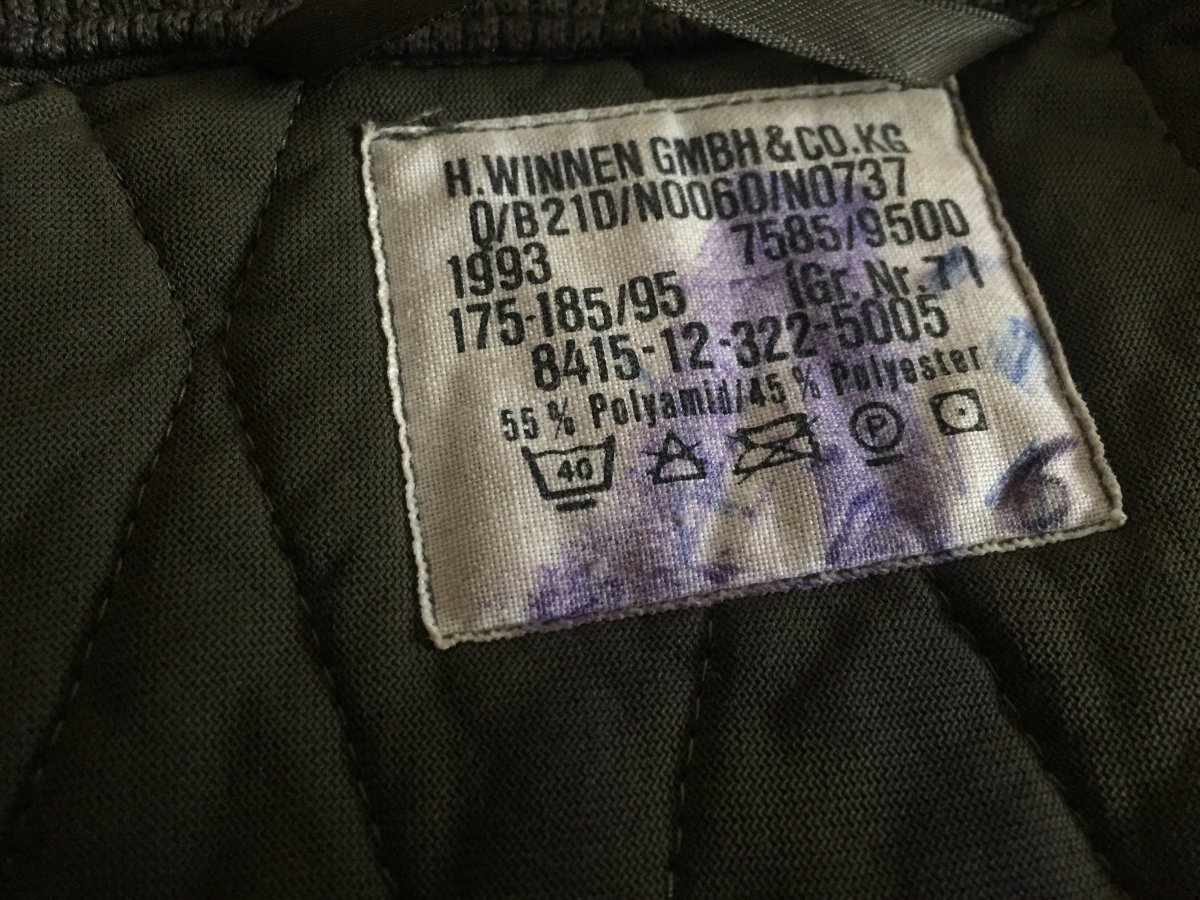 H.WINNEN GMBH & CO.KG
Q/B21D/N0060/N0737
1993 7585/9500
175-185/95 (Gr. Nr. 7)
8415-12-322-5005
55 % Polyamid/45 % Polyester
40 P